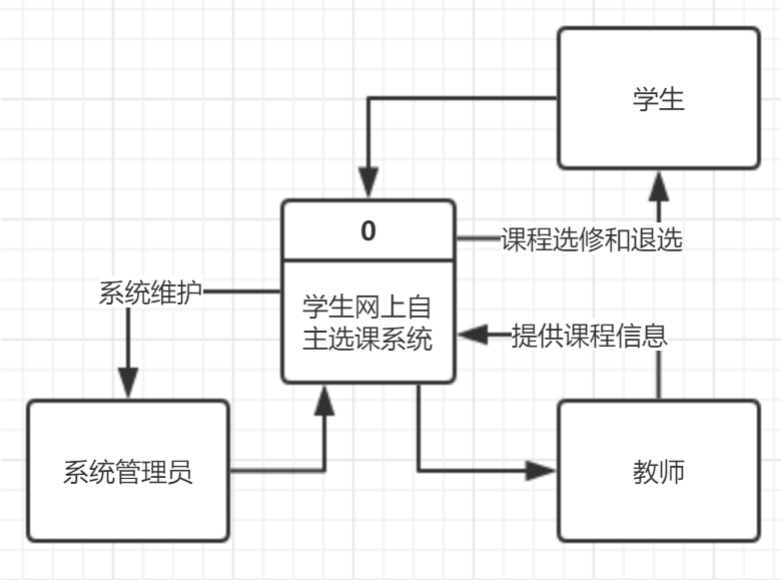 学生
0
课程选修和退选
系统维护
学生网上自
主选课系统
提供课程信息
系统管理员
教师